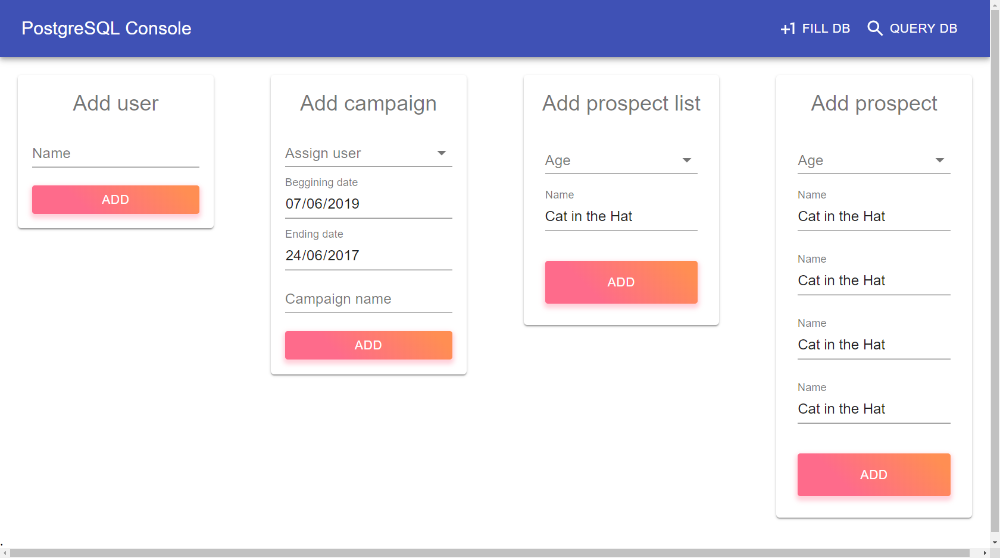 PostgreSQL Console
+1 FILL DB
QUERY DB
Add user
Name
ADD
Add campaign
Assign user
Beggining date
07/06/2019
Ending date
24/06/2017
Campaign name
ADD
Add prospect list
Age
Name
Cat in the Hat
ADD
Add prospect
Age
Name
Cat in the Hat
Name
Cat in the Hat
Name
Cat in the Hat
Name
Cat in the Hat
ADD
.